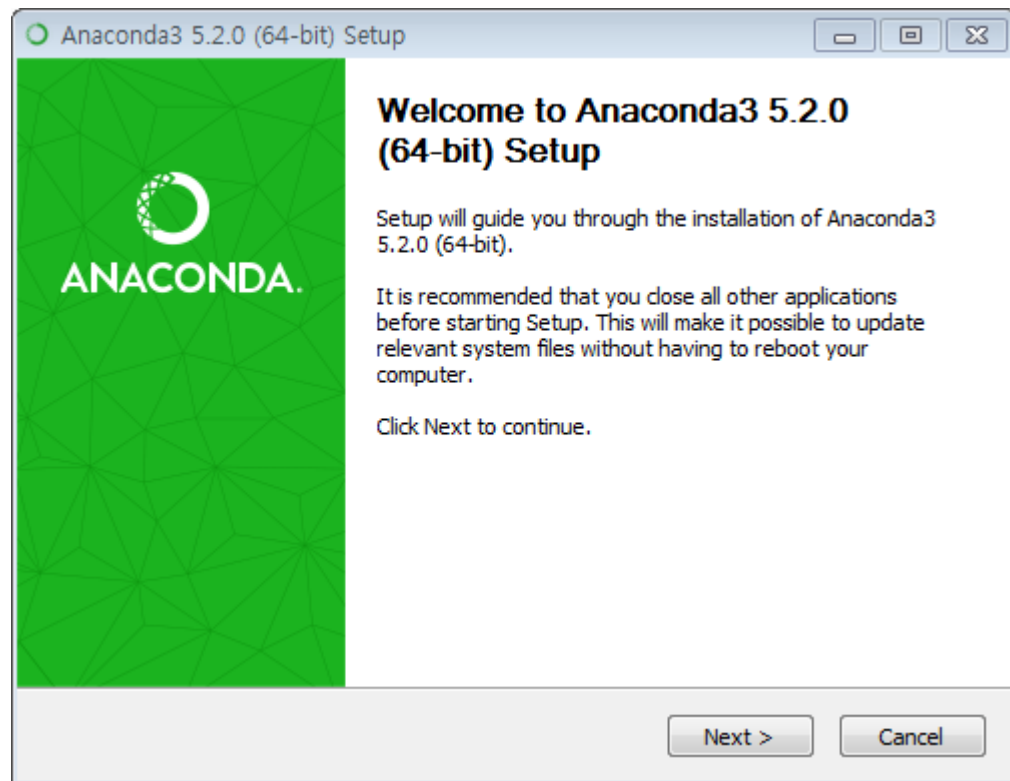 Anaconda3 5.2.0 (64-bit) Setup
ANACONDA.
Welcome to Anaconda3 5.2.0
(64-bit) Setup
Setup will guide you through the installation of Anaconda3
5.2.0 (64-bit).
It is recommended that you close all other applications
before starting Setup. This will make it possible to update
relevant system files without having to reboot your
computer.
Click Next to continue.
Next >
Cancel